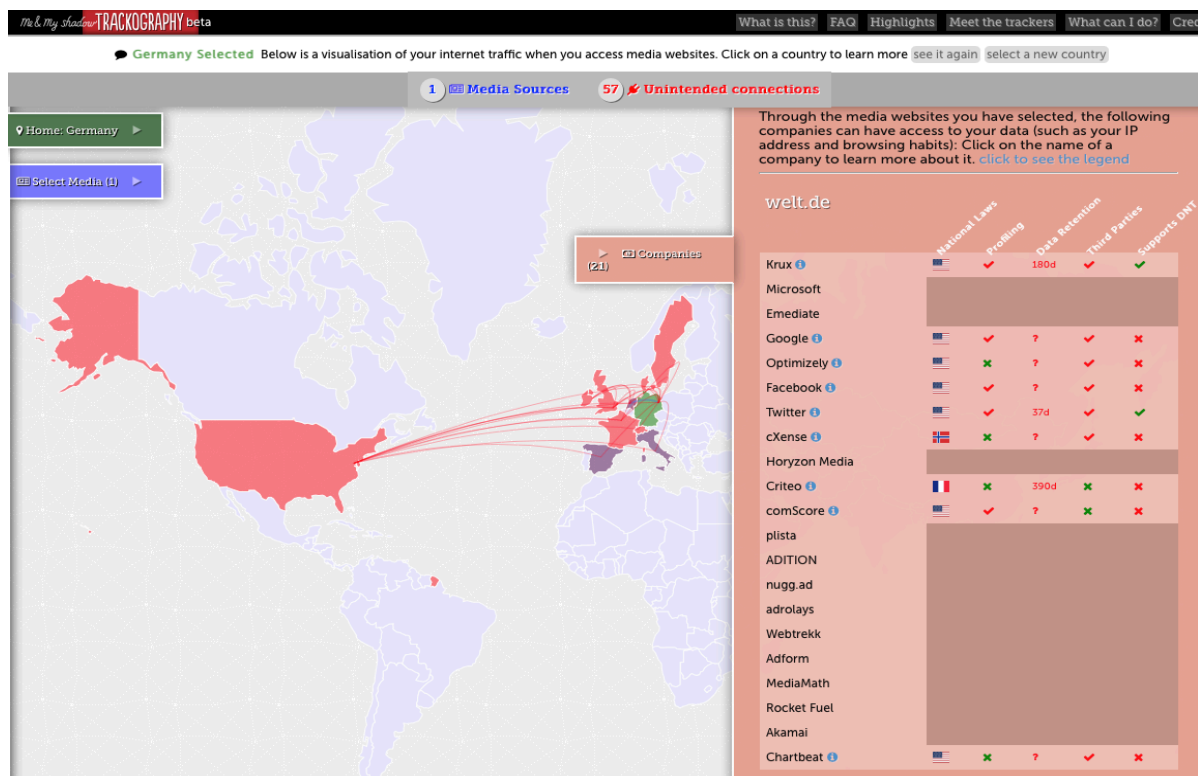 me & my shadow TRACKOGRAPHY beta
What is this? FAQ Highlights Meet the trackers What can I do? Cred
Germany Selected Below is a visualisation of your internet traffic when you access media websites. Click on a country to learn more see it again select a new country
1 Media Sources 57 Unintended connections
Home: Germany
Select Media (1)
Companies
(21)
Through the media websites you have selected, the following
companies can have access to your data (such as your IP
address and browsing habits): Click on the name of a
company to learn more about it. click to see the legend
welt.de
National Laws Profiling Data Retention Third Parties Supports DNT
Krux 180d
Microsoft
Emediate
Google ?
Optimizely ?
Facebook ?
Twitter 37d
cXense ?
Horyzon Media
Criteo 390d
comScore ?
plista
ADITION
nugg.ad
adrolays
Webtrekk
Adform
MediaMath
Rocket Fuel
Akamai
Chartbeat ?